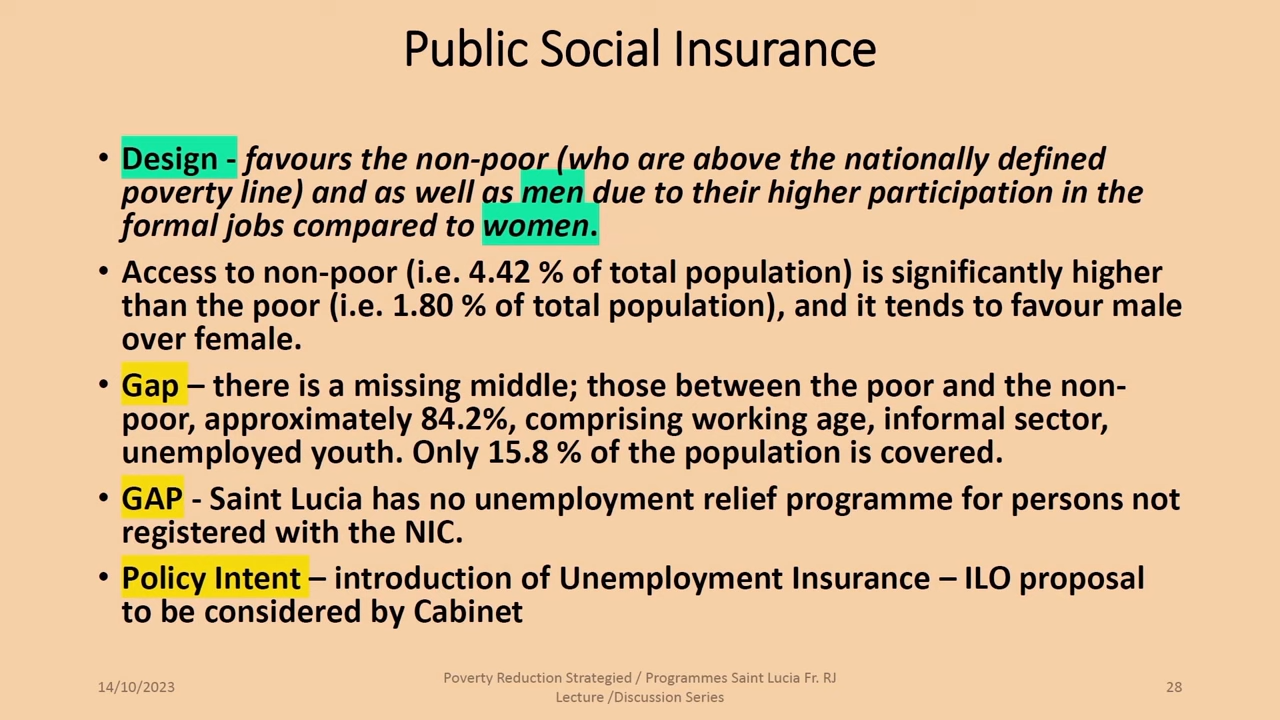 Public Social Insurance
• Design - favours the non-poor (who are above the nationally defined
poverty line) and as well as men due to their higher participation in the
formal jobs compared to women.
• Access to non-poor (i.e. 4.42 % of total population) is significantly higher
than the poor (i.e. 1.80 % of total population), and it tends to favour male
over female.
• Gap – there is a missing middle; those between the poor and the non-
poor, approximately 84.2%, comprising working age, informal sector,
unemployed youth. Only 15.8 % of the population is covered.
• GAP - Saint Lucia has no unemployment relief programme for persons not
registered with the NIC.
• Policy Intent – introduction of Unemployment Insurance – ILO proposal
to be considered by Cabinet
14/10/2023
Poverty Reduction Strategied / Programmes Saint Lucia Fr. RJ
Lecture /Discussion Series
28